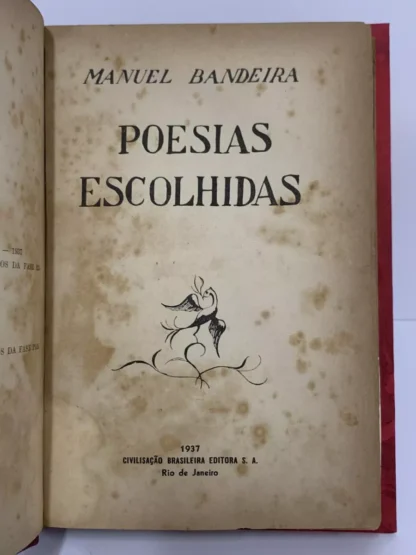 MANUEL BANDEIRA
POESIAS
ESCOLHIDAS
1937
CIVILISAÇÃO BRASILEIRA EDITORA S. A.
Rio de Janeiro